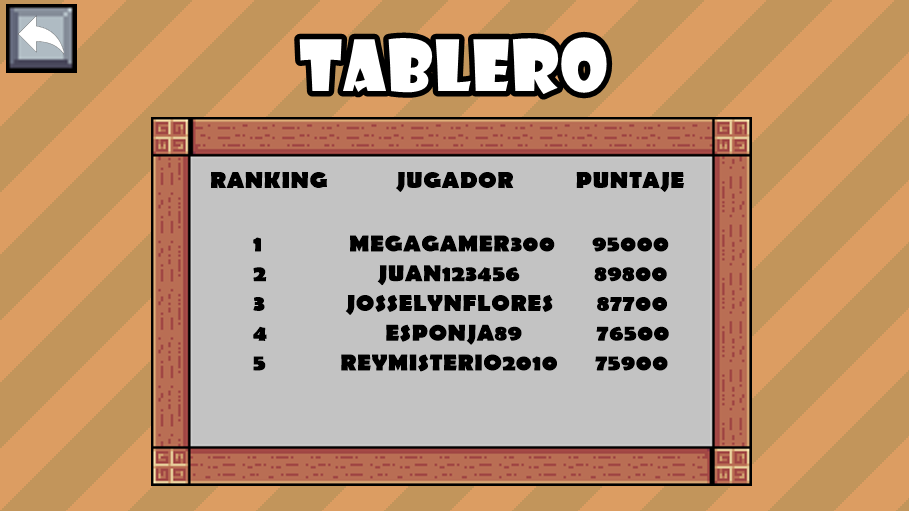 TABLERO
RANKING JUGADOR PUNTAJE
1 MEGAGAMER300 95000
2 JUAN123456 89800
3 JOSSELYNFLORES 87700
4 ESPONJA89 76500
5 REYMISTERIO2010 75900